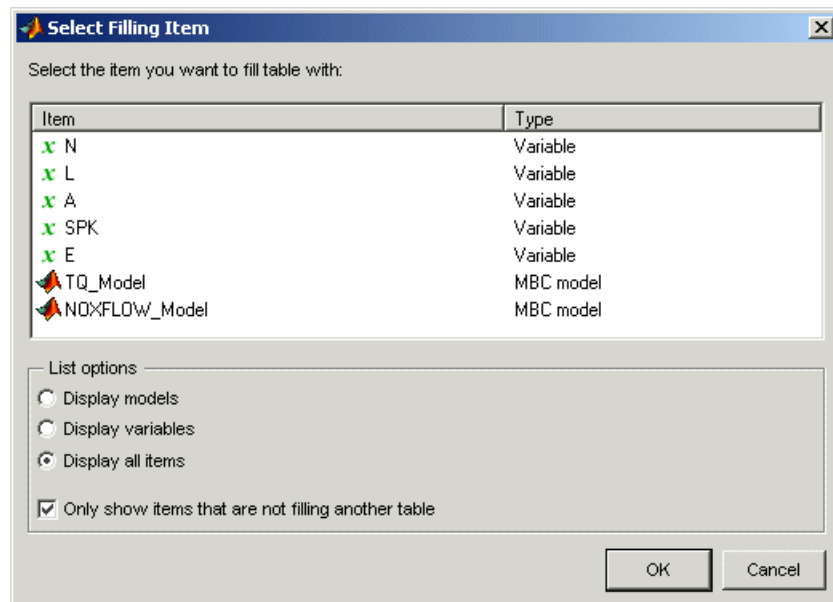 Select Filling Item
Select the item you want to fill table with:
Item Type
x N Variable
x L Variable
x A Variable
x SPK Variable
x E Variable
TQ_Model MBC model
NOXFLOW_Model MBC model
List options
Display models
Display variables
Display all items
Only show items that are not filling another table
OK Cancel